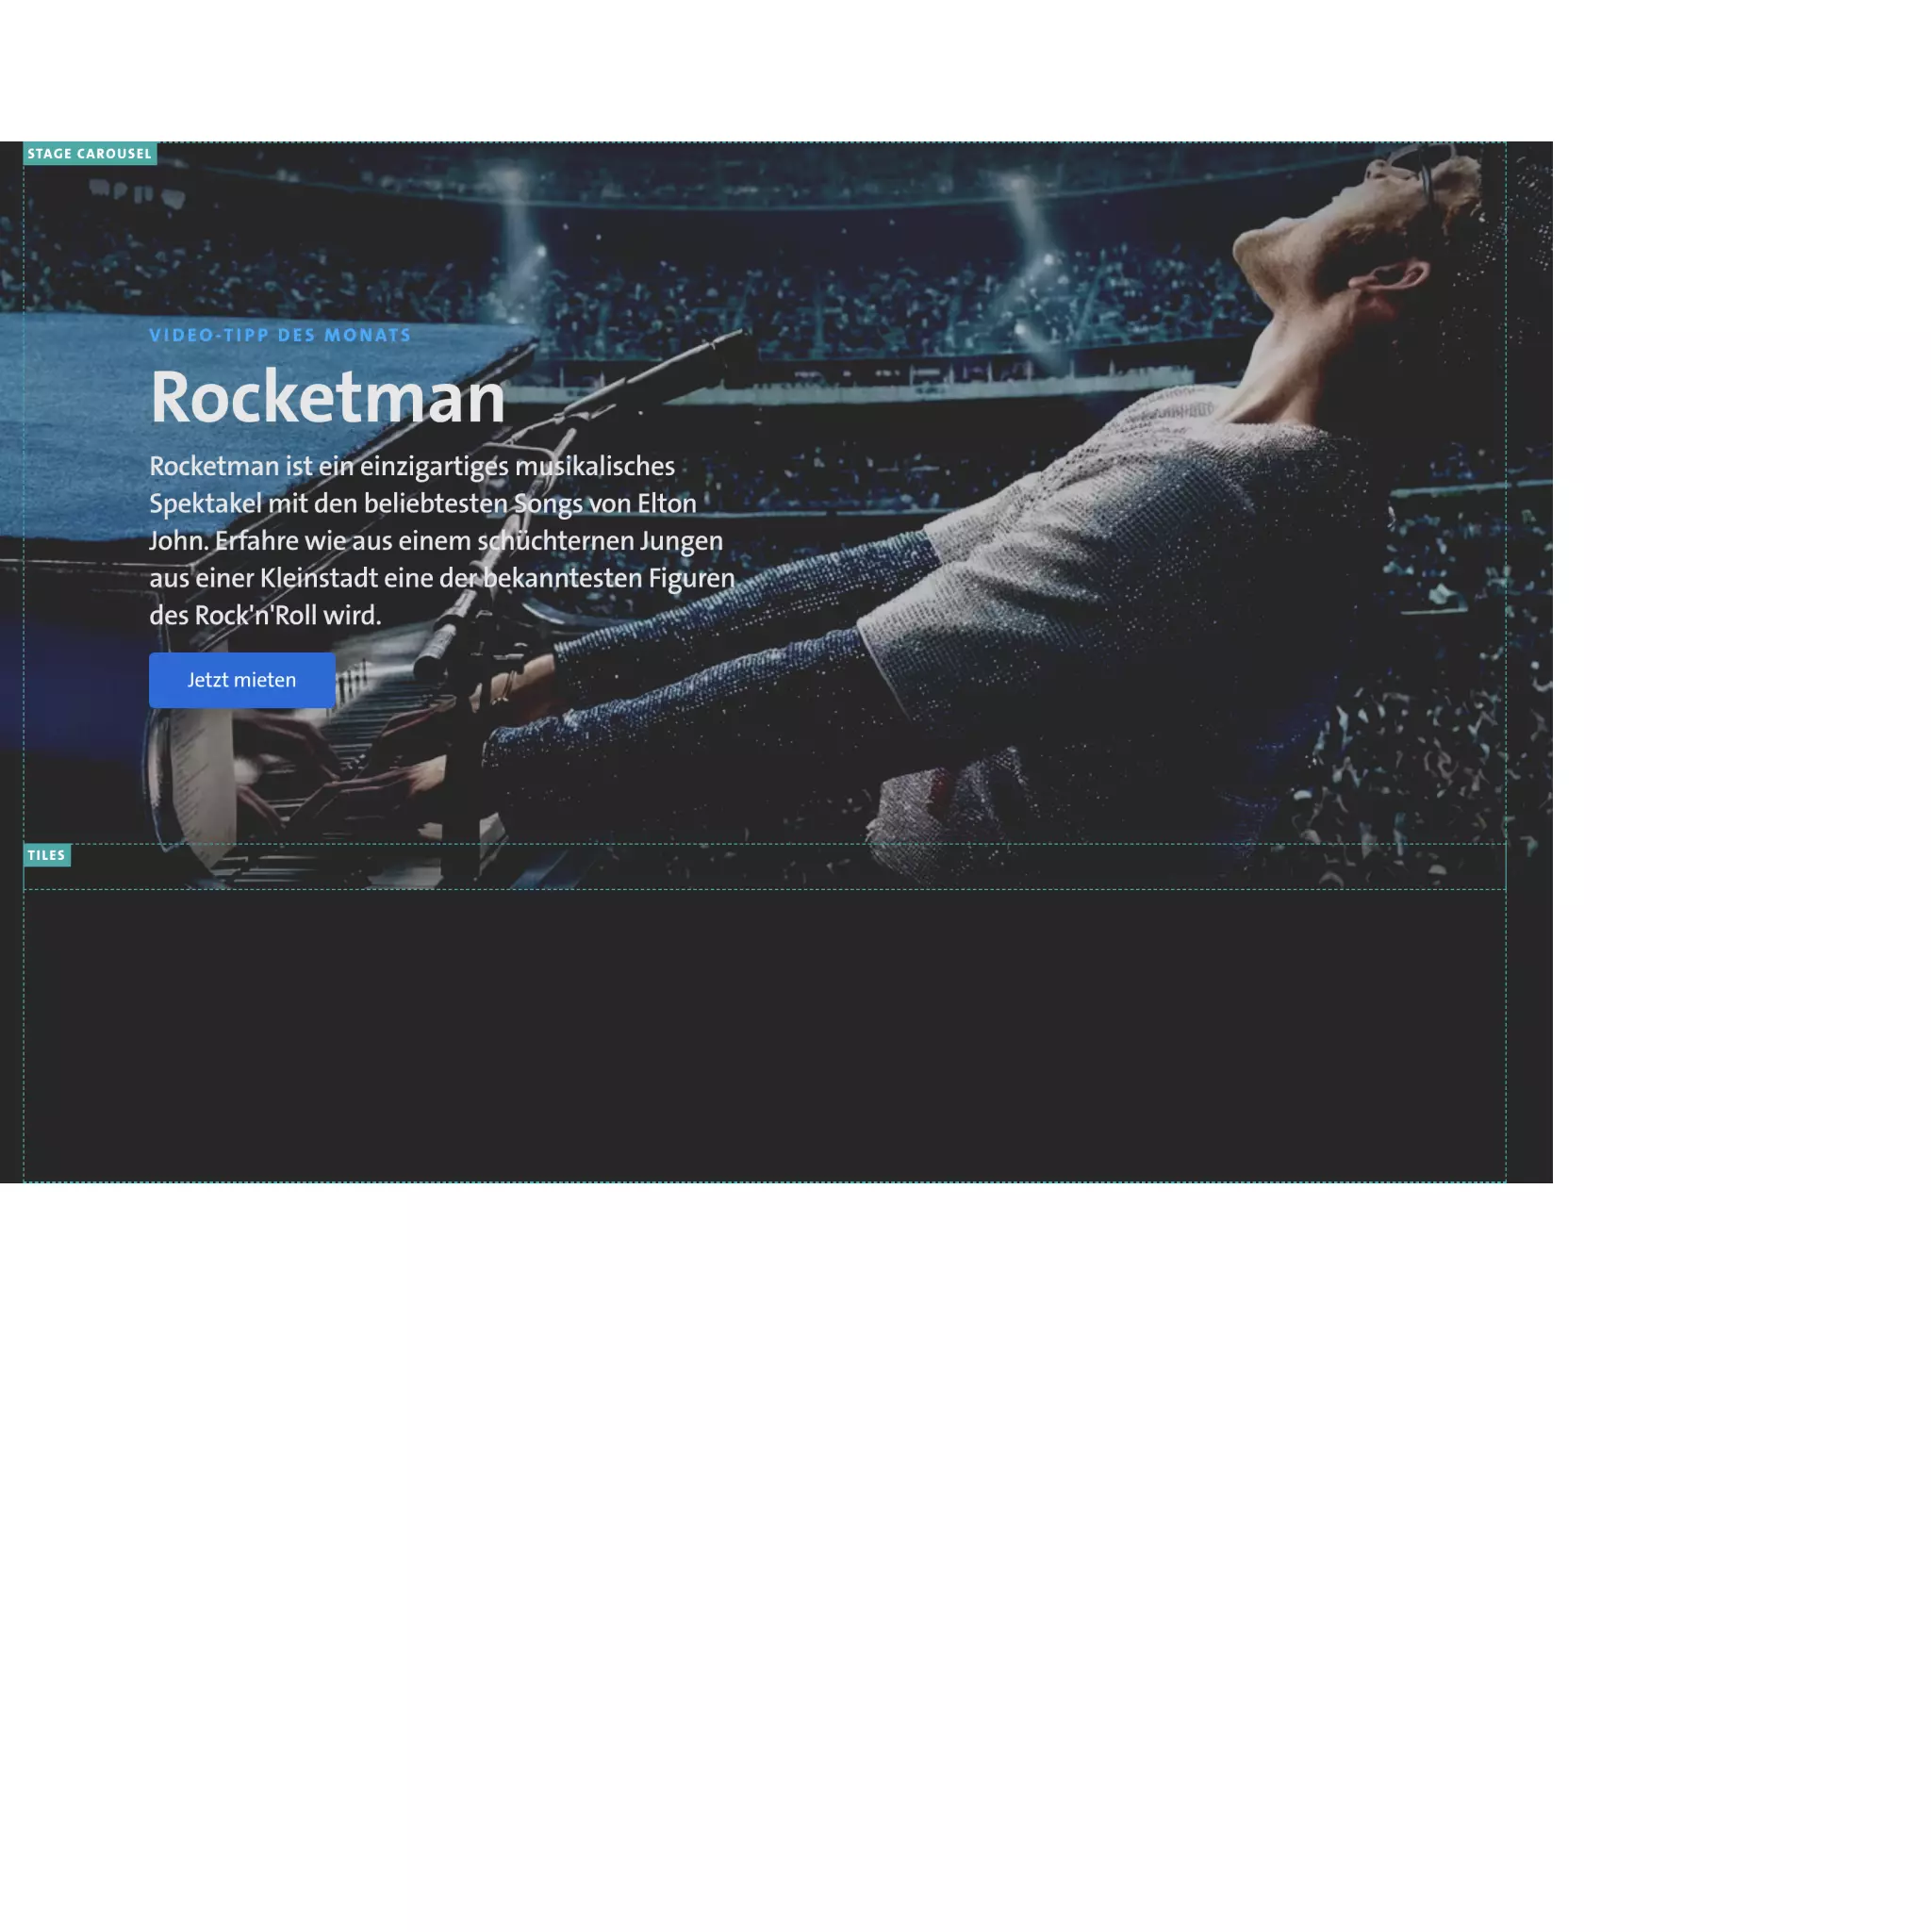 STAGE CAROUSEL
VIDEO-TIPP DES MONATS
Rocketman
Rocketman ist ein einzigartiges musikalisches
Spektakel mit den beliebtesten Songs von Elton
John. Erfahre wie aus einem schüchternen Jungen
aus einer Kleinstadt eine der bekanntesten Figuren
des Rock'n'Roll wird.
Jetzt mieten
TILES